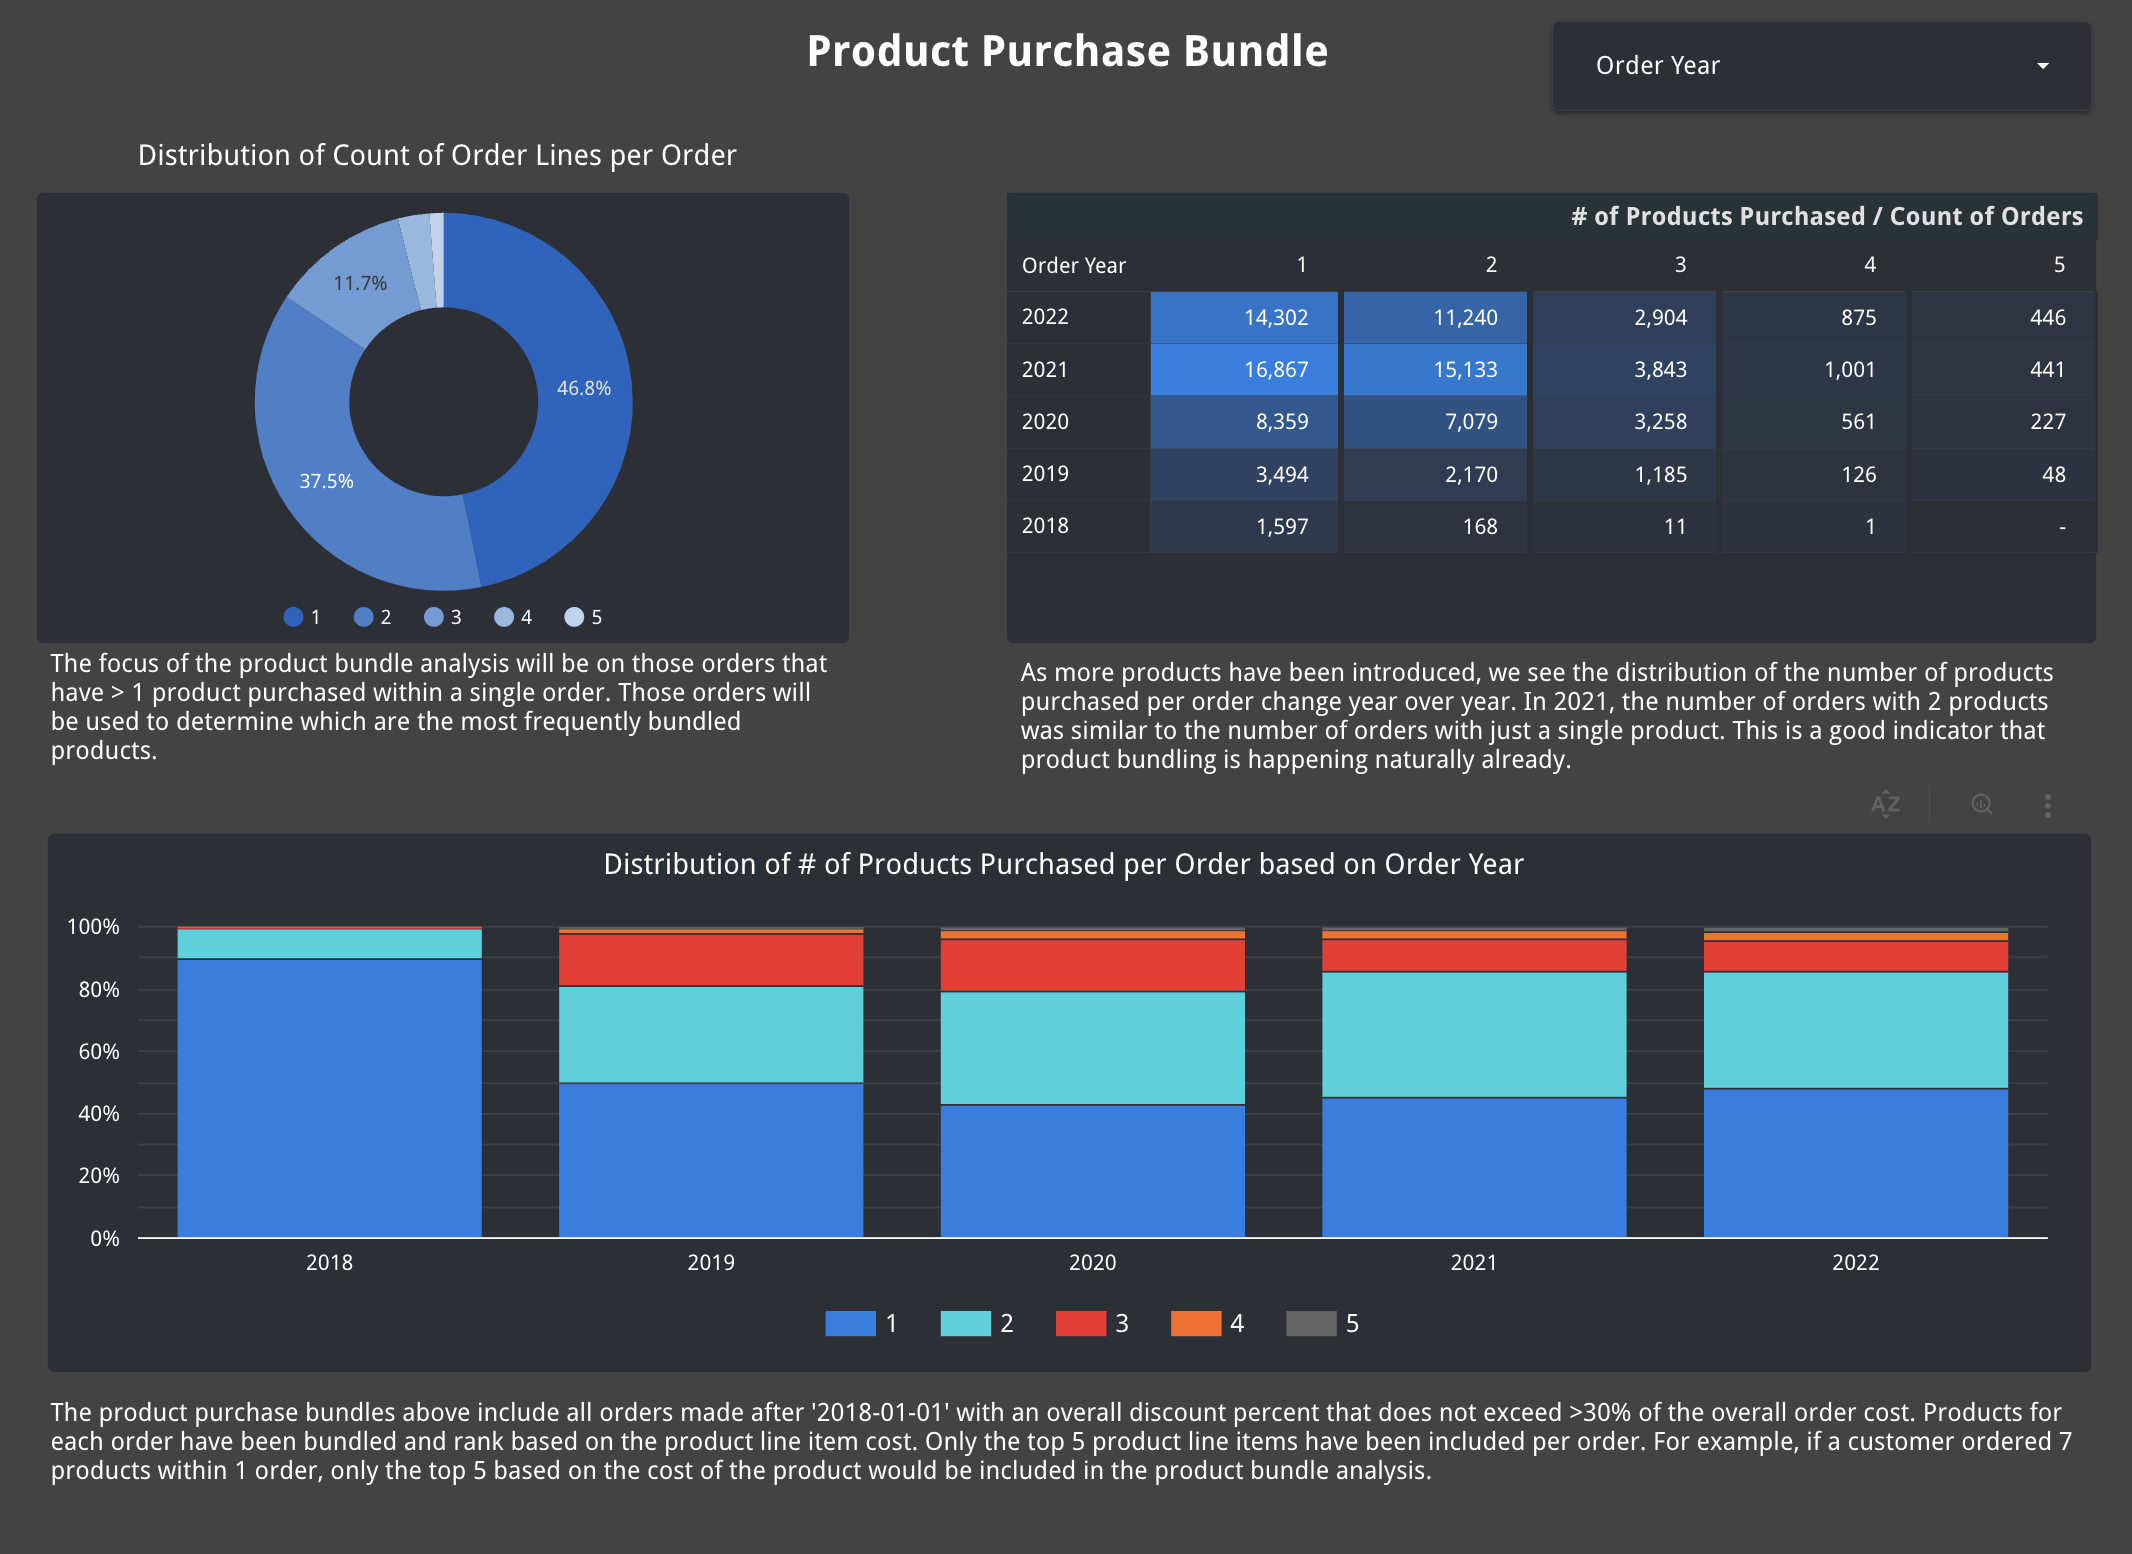 Product Purchase Bundle
Order Year
Distribution of Count of Order Lines per Order
11.7%
46.8%
37.5%
1 2 3 4 5
The focus of the product bundle analysis will be on those orders that
have > 1 product purchased within a single order. Those orders will
be used to determine which are the most frequently bundled
products.
# of Products Purchased / Count of Orders
Order Year 1 2 3 4 5
2022 14,302 11,240 2,904 875 446
2021 16,867 15,133 3,843 1,001 441
2020 8,359 7,079 3,258 561 227
2019 3,494 2,170 1,185 126 48
2018 1,597 168 11 1 -
As more products have been introduced, we see the distribution of the number of products
purchased per order change year over year. In 2021, the number of orders with 2 products
was similar to the number of orders with just a single product. This is a good indicator that
product bundling is happening naturally already.
AZ
Distribution of # of Products Purchased per Order based on Order Year
100%
80%
60%
40%
20%
0%
2018 2019 2020 2021 2022
1 2 3 4 5
The product purchase bundles above include all orders made after '2018-01-01' with an overall discount percent that does not exceed >30% of the overall order cost. Products for
each order have been bundled and rank based on the product line item cost. Only the top 5 product line items have been included per order. For example, if a customer ordered 7
products within 1 order, only the top 5 based on the cost of the product would be included in the product bundle analysis.